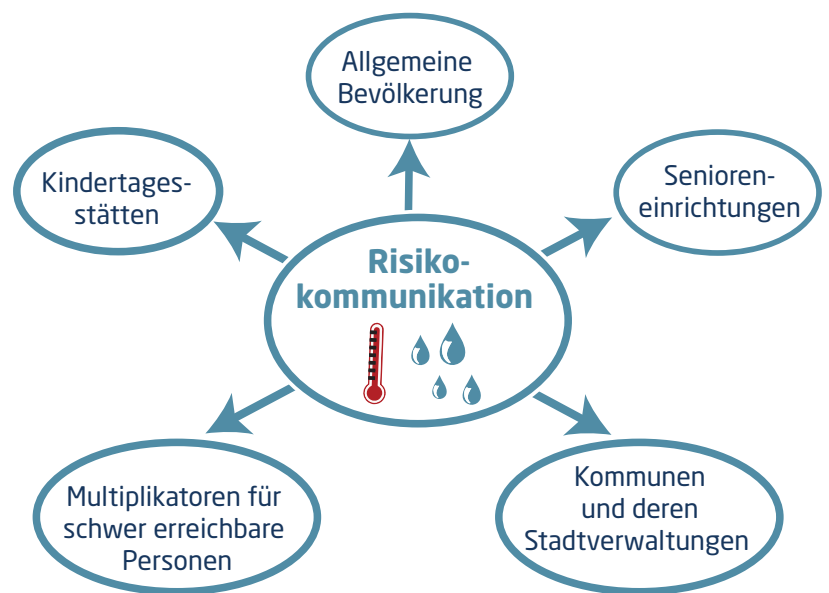 Allgemeine
Bevölkerung
Kindertages-
stätten
Senioren-
einrichtungen
Risiko-
kommunikation
Multiplikatoren für
schwer erreichbare
Personen
Kommunen
und deren
Stadtverwaltungen